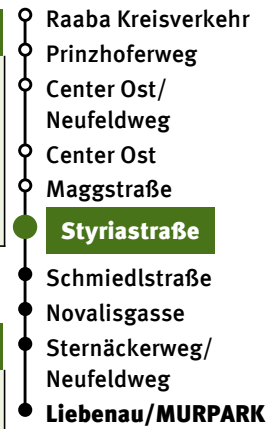 Raaba Kreisverkehr
Prinzhoferweg
Center Ost/
Neufeldweg
Center Ost
Maggstraße
Styriastraße
Schmiedlstraße
Novalisgasse
Sternäckerweg/
Neufeldweg
Liebenau/MURPARK